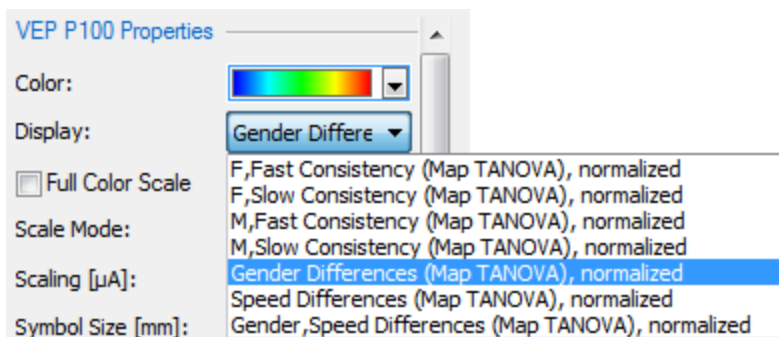 VEP P100 Properties
Color:
Display:
Gender Differe
F,Fast Consistency (Map TANOVA), normalized
F,Slow Consistency (Map TANOVA), normalized
M,Fast Consistency (Map TANOVA), normalized
M,Slow Consistency (Map TANOVA), normalized
Gender Differences (Map TANOVA), normalized
Speed Differences (Map TANOVA), normalized
Gender,Speed Differences (Map TANOVA), normalized
Full Color Scale
Scale Mode:
Scaling [µA]:
Symbol Size [mm]: